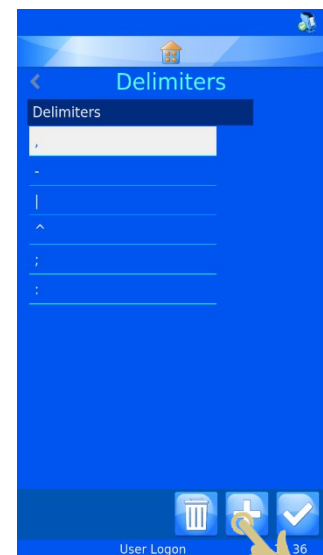 Delimiters
Delimiters
,
-
|
^
;
:
User Logon
36